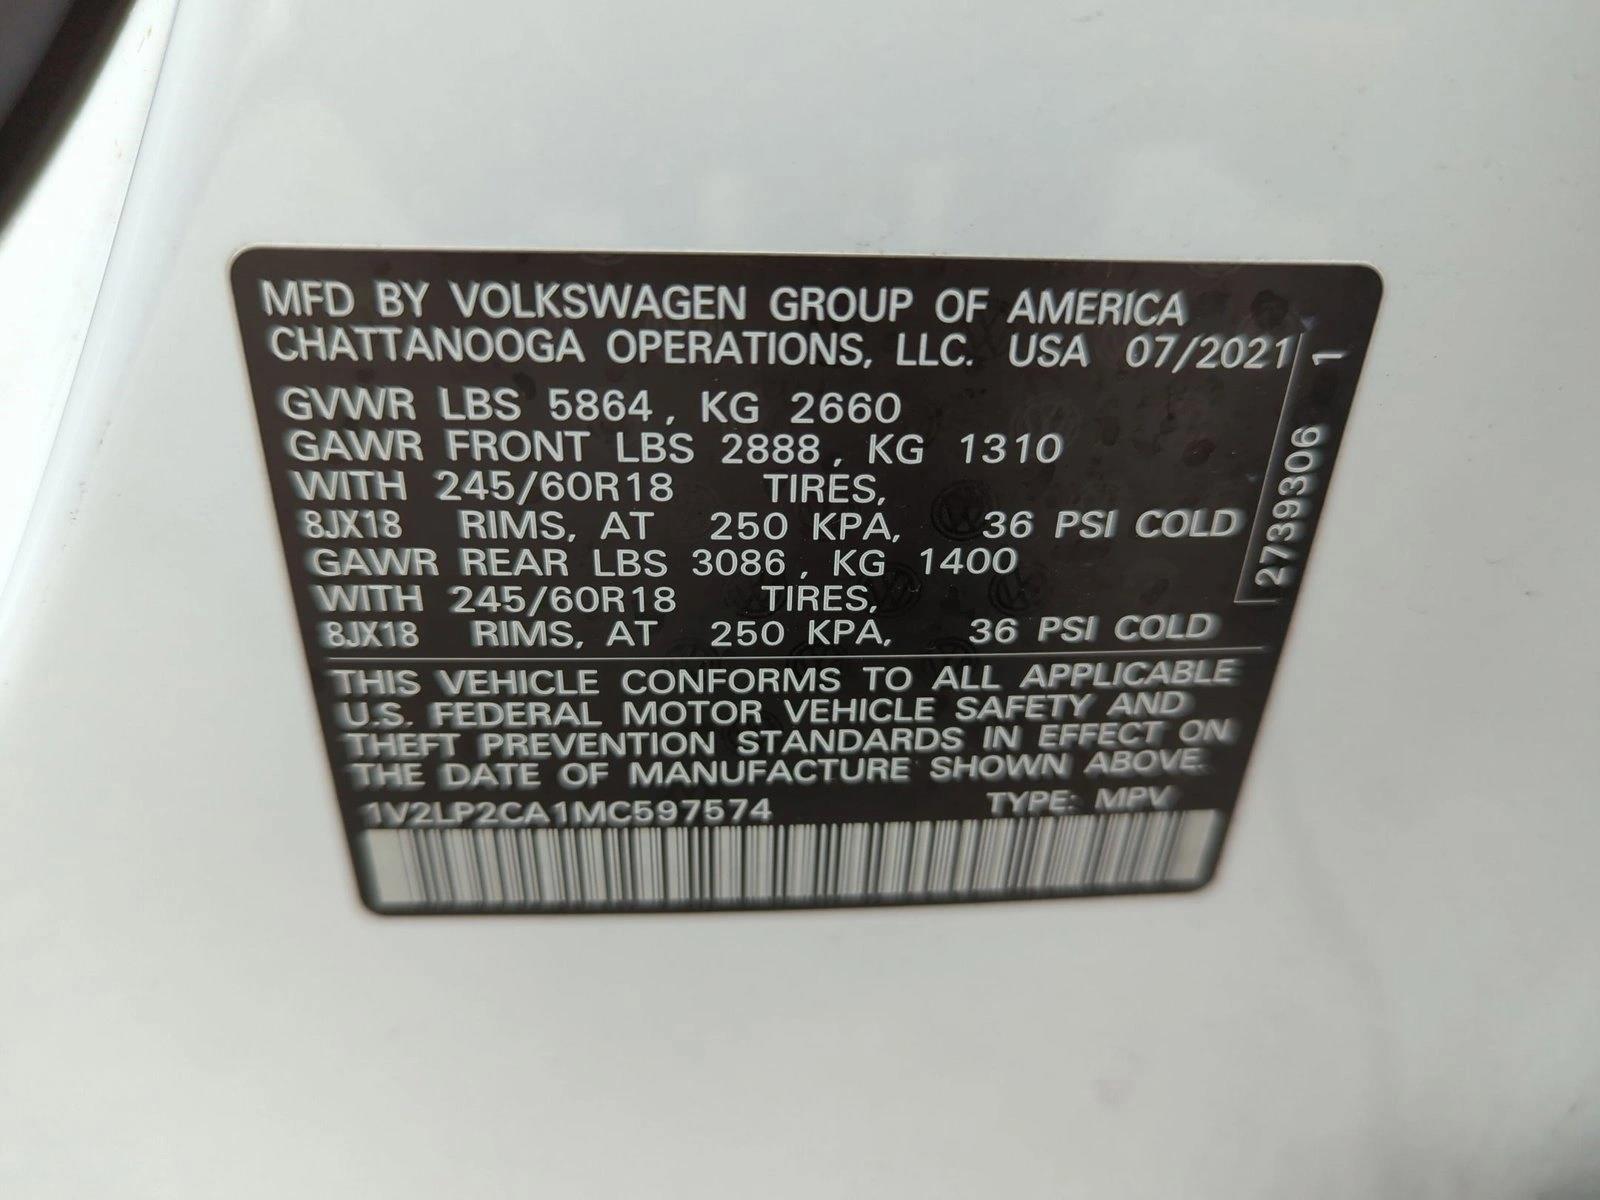 MFD BY VOLKSWAGEN GROUP OF AMERICA
CHATTANOOGA OPERATIONS, LLC. USA 07/2021
GVWR LBS 5864, KG 2660
GAWR FRONT LBS 2888, KG 1310
WITH 245/60R18 TIRES,
8JX18 RIMS, AT 250 KPA, 36 PSI COLD
GAWR REAR LBS 3086, KG 1400
WITH 245/60R18 TIRES,
8JX18 RIMS, AT 250 KPA, 36 PSI COLD
2739306 1
THIS VEHICLE CONFORMS TO ALL APPLICABLE
U.S. FEDERAL MOTOR VEHICLE SAFETY AND
THEFT PREVENTION STANDARDS IN EFFECT ON
THE DATE OF MANUFACTURE SHOWN ABOVE.
1V2LP2CA1MC597574 TYPE: MPV